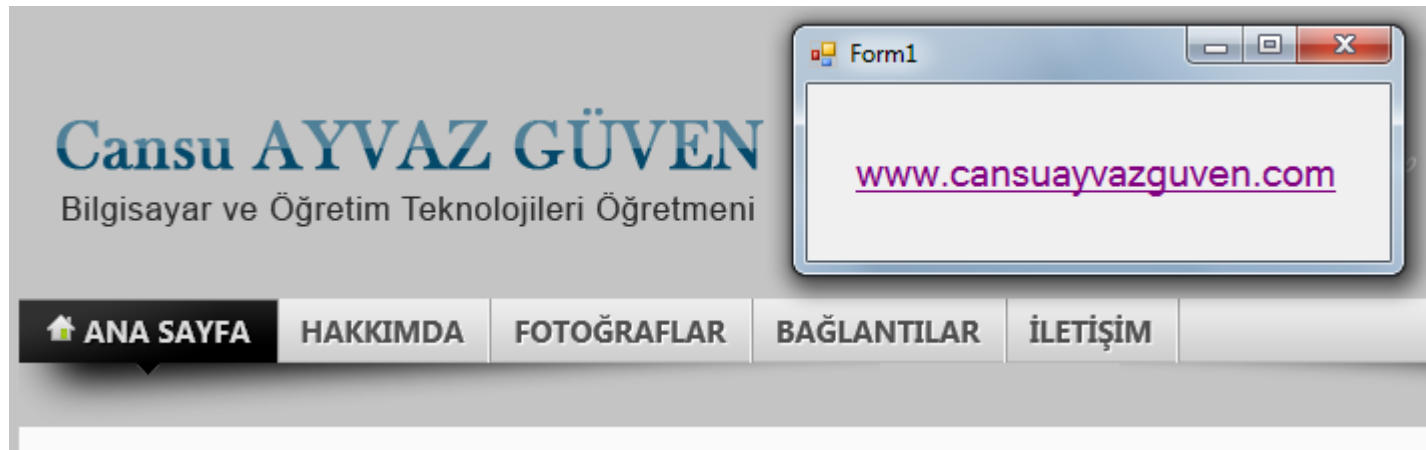 Form1
Cansu AYVAZ GÜVEN
Bilgisayar ve Öğretim Teknolojileri Öğretmeni
www.cansuayvazguven.com
ANA SAYFA HAKKIMDA FOTOĞRAFLAR BAĞLANTILAR İLETİŞİM